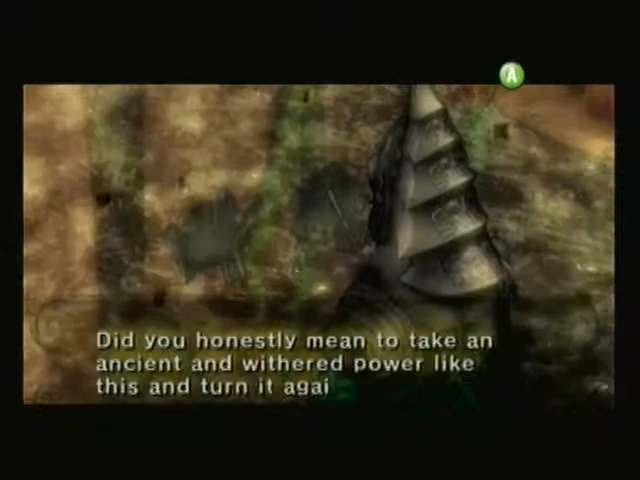 A
Did you honestly mean to take an
ancient and withered power like
this and turn it agai